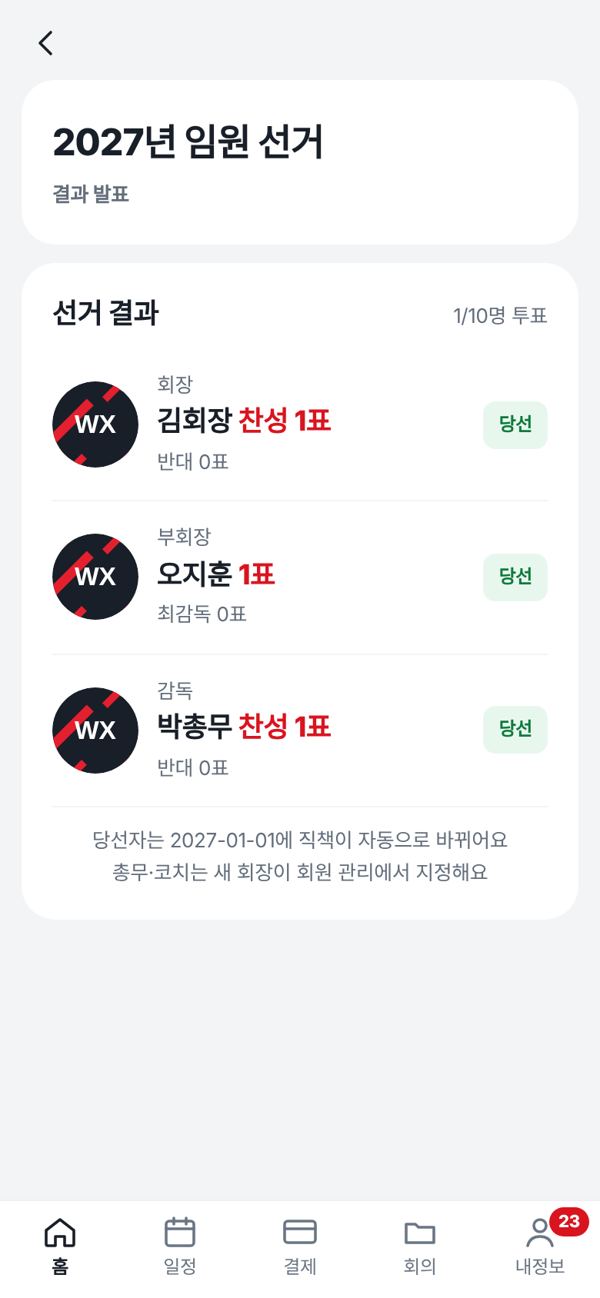 2027년 임원 선거
결과 발표
선거 결과
1/10명 투표
회장
WX
김회장 찬성 1표
당선
반대 0표
부회장
WX
오지훈 1표
당선
최감독 0표
감독
WX
박총무 찬성 1표
당선
반대 0표
당선자는 2027-01-01에 직책이 자동으로 바뀌어요
총무·코치는 새 회장이 회원 관리에서 지정해요
23
홈
일정
결제
회의
내정보